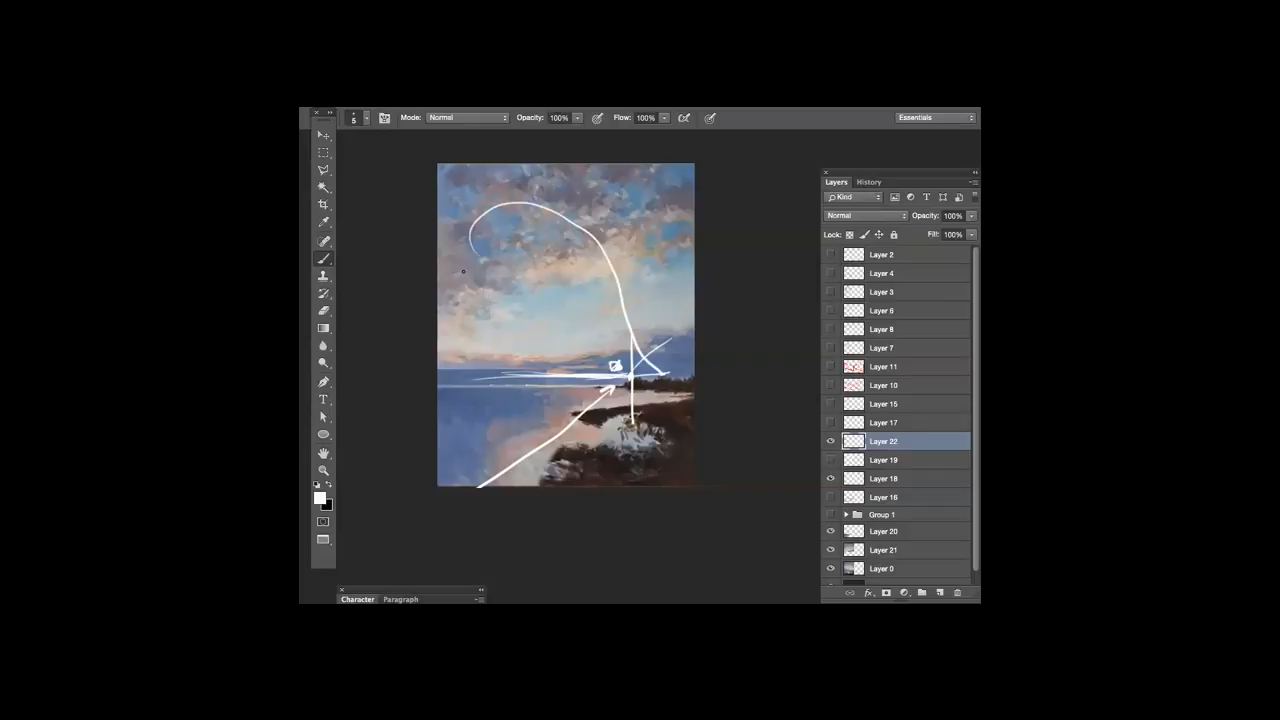 5 Mode: Normal Opacity: 100% Flow: 100% Essentials
Layers History
Kind
Normal Opacity: 100%
Lock: Fill: 100%
Layer 2
Layer 4
Layer 3
Layer 6
Layer 8
Layer 7
Layer 11
Layer 10
Layer 15
Layer 17
Layer 22
Layer 19
Layer 18
Layer 16
Group 1
Layer 20
Layer 21
Layer 0
fx
Character Paragraph